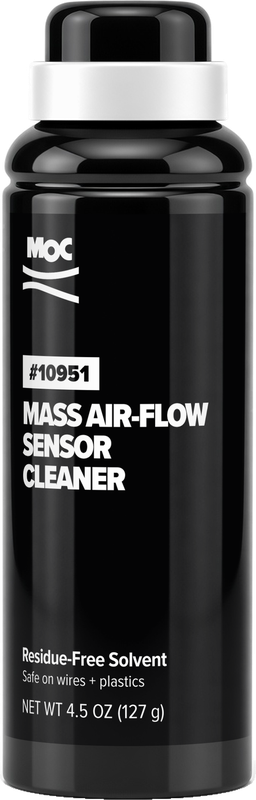 MOC
#10951
MASS AIR-FLOW
SENSOR
CLEANER
Residue-Free Solvent
Safe on wires + plastics
NET WT 4.5 OZ (127 g)